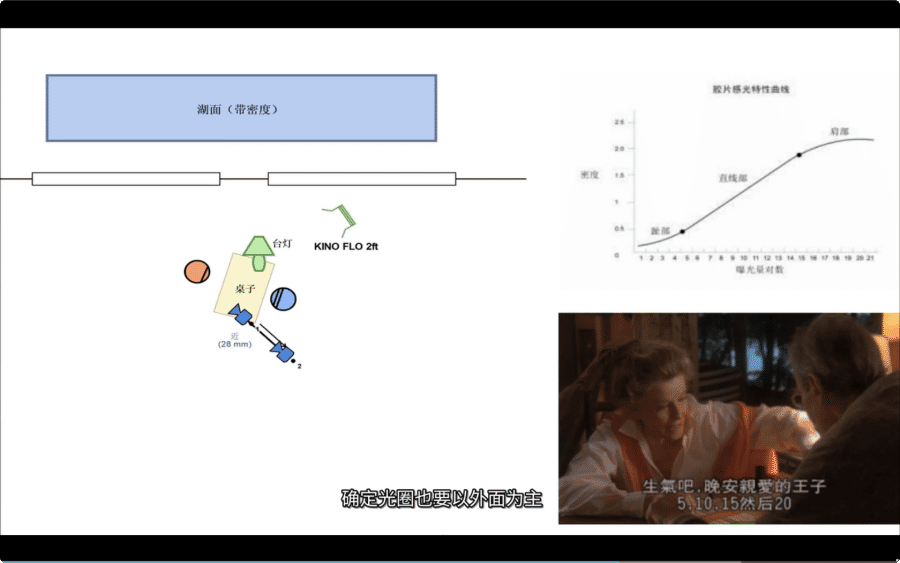 湖面（带密度）
台灯
KINO FLO 2ft
桌子
1
近
(28 mm)
2
胶片感光特性曲线
肩部
2.5
2.0
密度
1.5
直线部
1
0.5
趾部
0
1 2 3 4 5 6 7 8 9 10 11 12 13 14 15 16 17 18 19 20 21
曝光量对数
生氣吧.晚安親愛的王子
5,10,15然后20
确定光圈也要以外面为主